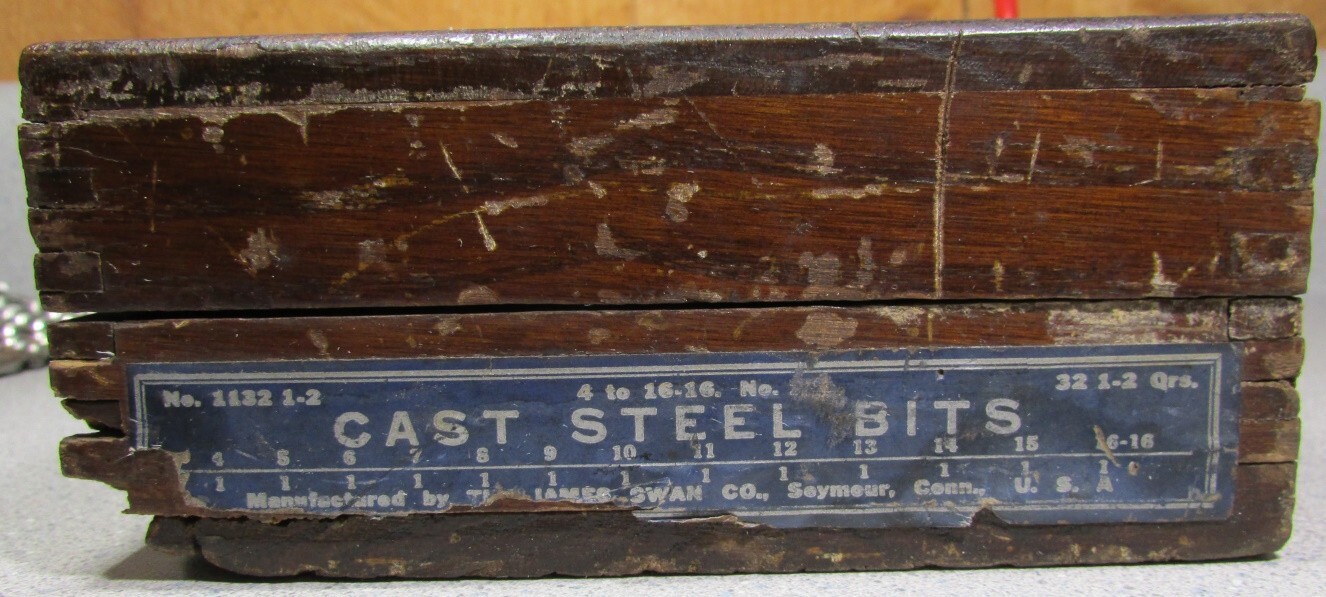 No. 1132 1-2 4 to 16-16. No. 32 1-2 Qrs.
CAST STEEL BITS
4 5 6 7 8 9 10 11 12 13 14 15 16-16
1 1 1 1 1 1 1 1 1 1 1 1 1
Manufactured by THE JAMES SWAN CO., Seymour, Conn., U. S. A